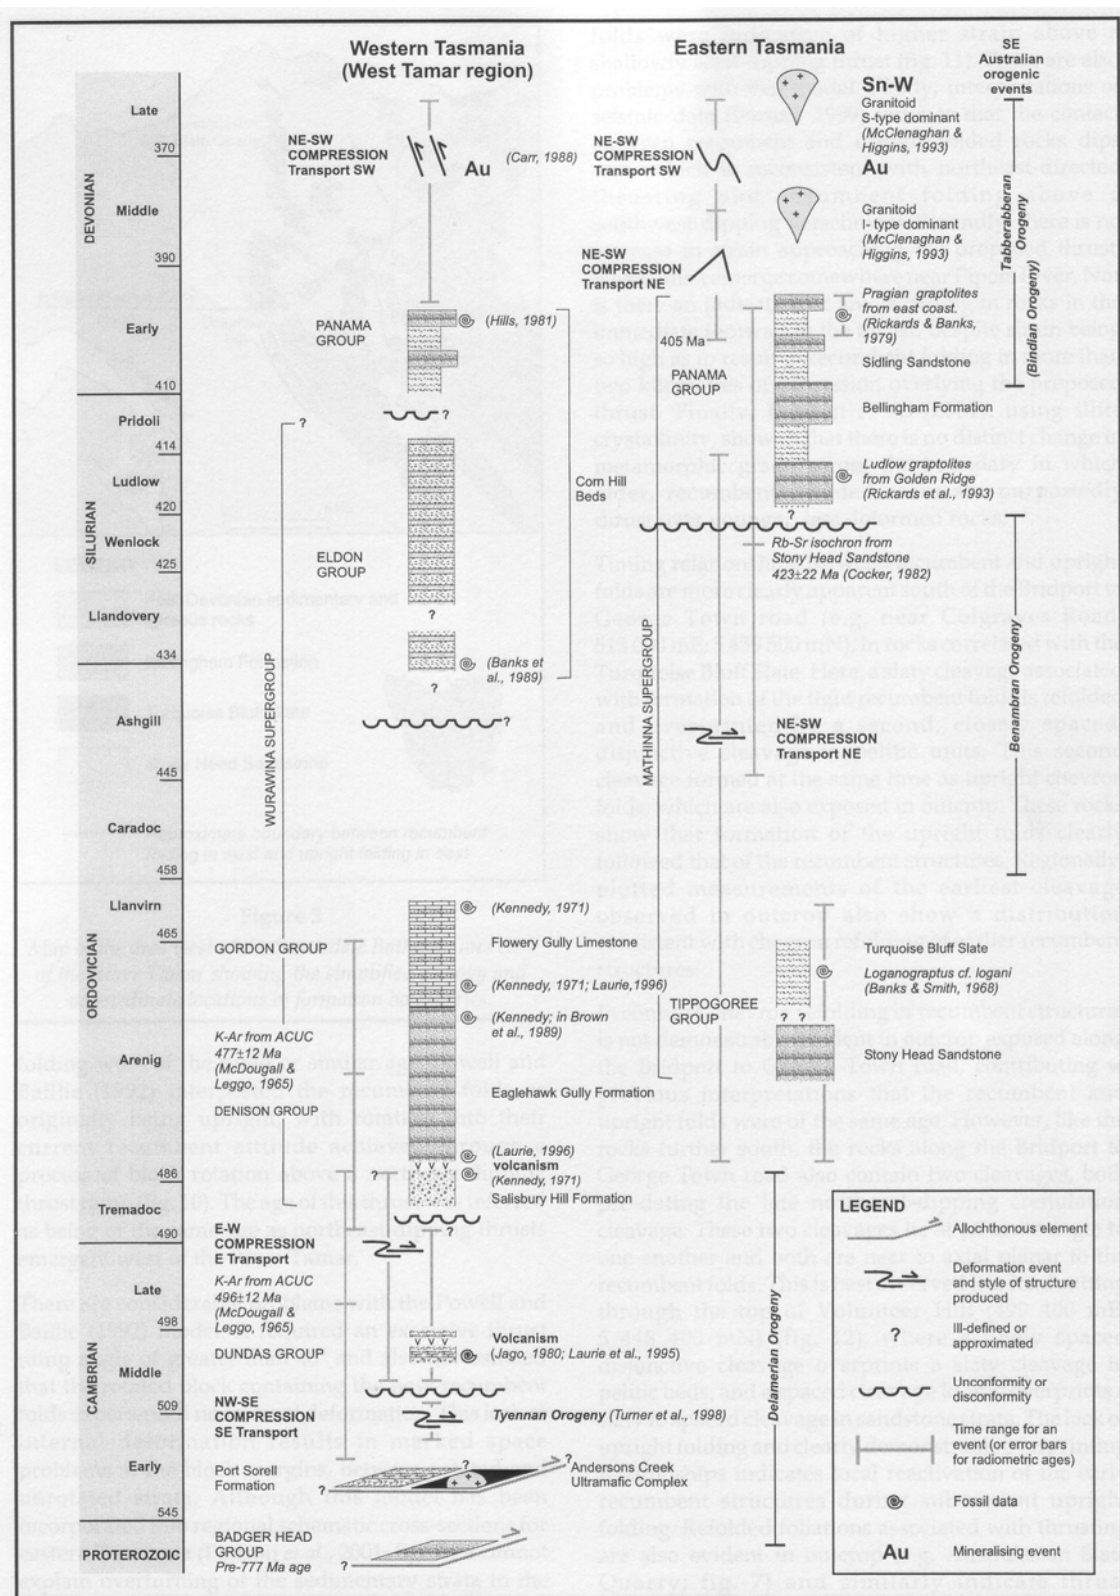 Western Tasmania
(West Tamar region)
Eastern Tasmania
SE
Australian
orogenic
events
DEVONIAN
SILURIAN
ORDOVICIAN
CAMBRIAN
PROTEROZOIC
Late
370
Middle
390
Early
410
Pridoli
414
Ludlow
420
Wenlock
425
Llandovery
434
Ashgill
445
Caradoc
458
Llanvirn
465
Arenig
486
Tremadoc
490
Late
498
Middle
509
Early
545
NE-SW
COMPRESSION
Transport SW
Au
(Carr, 1988)
PANAMA
GROUP
(Hills, 1981)
?
?
WURAWINA SUPERGROUP
ELDON
GROUP
Corn Hill
Beds
?
(Banks et
al., 1989)
?
?
GORDON GROUP
(Kennedy, 1971)
Flowery Gully Limestone
(Kennedy, 1971; Laurie,1996)
(Kennedy; in Brown
et al., 1989)
K-Ar from ACUC
477±12 Ma
(McDougall &
Leggo, 1965)
Eaglehawk Gully Formation
DENISON GROUP
(Laurie, 1996)
volcanism
(Kennedy, 1971)
?
Salisbury Hill Formation
?
E-W
COMPRESSION
E Transport
K-Ar from ACUC
496±12 Ma
(McDougall &
Leggo, 1965)
Volcanism
DUNDAS GROUP
(Jago, 1980; Laurie et al., 1995)
NW-SE
COMPRESSION
SE Transport
Tyennan Orogeny (Turner et al., 1998)
Port Sorell
Formation
?
?
?
?
Andersons Creek
Ultramafic Complex
BADGER HEAD
GROUP
Pre-777 Ma age
?
?
Sn-W
Granitoid
S-type dominant
(McClenaghan &
Higgins, 1993)
NE-SW
COMPRESSION
Transport SW
Au
Granitoid
-type dominant
(McClenaghan &
Higgins, 1993)
NE-SW
COMPRESSION
Transport NE
Pragian graptolites
from east coast.
(Rickards & Banks,
1979)
405 Ma
Sidling Sandstone
PANAMA
GROUP
Bellingham Formation
Ludlow graptolites
from Golden Ridge
(Rickards et al., 1993)
?
Rb-Sr isochron from
Stony Head Sandstone
423±22 Ma (Cocker, 1982)
MATHINNA SUPERGROUP
NE-SW
COMPRESSION
Transport NE
Turquoise Bluff Slate
Loganograptus cf. logani
(Banks & Smith, 1968)
TIPPOGOREE
GROUP
? ? ?
Stony Head Sandstone
Tabberabberan
Orogeny
(Bindian Orogeny)
Benambran Orogeny
Delamerian Orogeny
LEGEND
Allochthonous element
Deformation event
and style of structure
produced
?
Ill-defined or
approximated
Unconformity or
disconformity
Time range for an
event (or error bars
for radiometric ages)
Fossil data
Au
Mineralising event